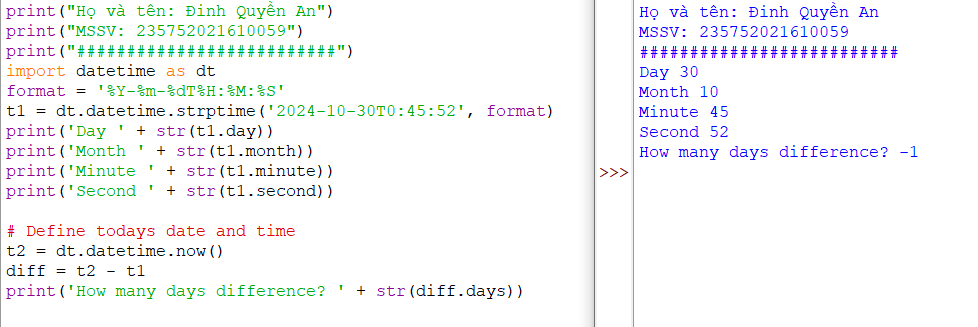 print("Họ và tên: Đinh Quyền An")
print("MSSV: 235752021610059")
print("##########################")
import datetime as dt
format = '%Y-%m-%dT%H:%M:%S'
t1 = dt.datetime.strptime('2024-10-30T0:45:52', format)
print('Day ' + str(t1.day))
print('Month ' + str(t1.month))
print('Minute ' + str(t1.minute))
print('Second ' + str(t1.second))

# Define todays date and time
t2 = dt.datetime.now()
diff = t2 - t1
print('How many days difference? ' + str(diff.days))
Họ và tên: Đinh Quyền An
MSSV: 235752021610059
##########################
Day 30
Month 10
Minute 45
Second 52
How many days difference? -1
>>>